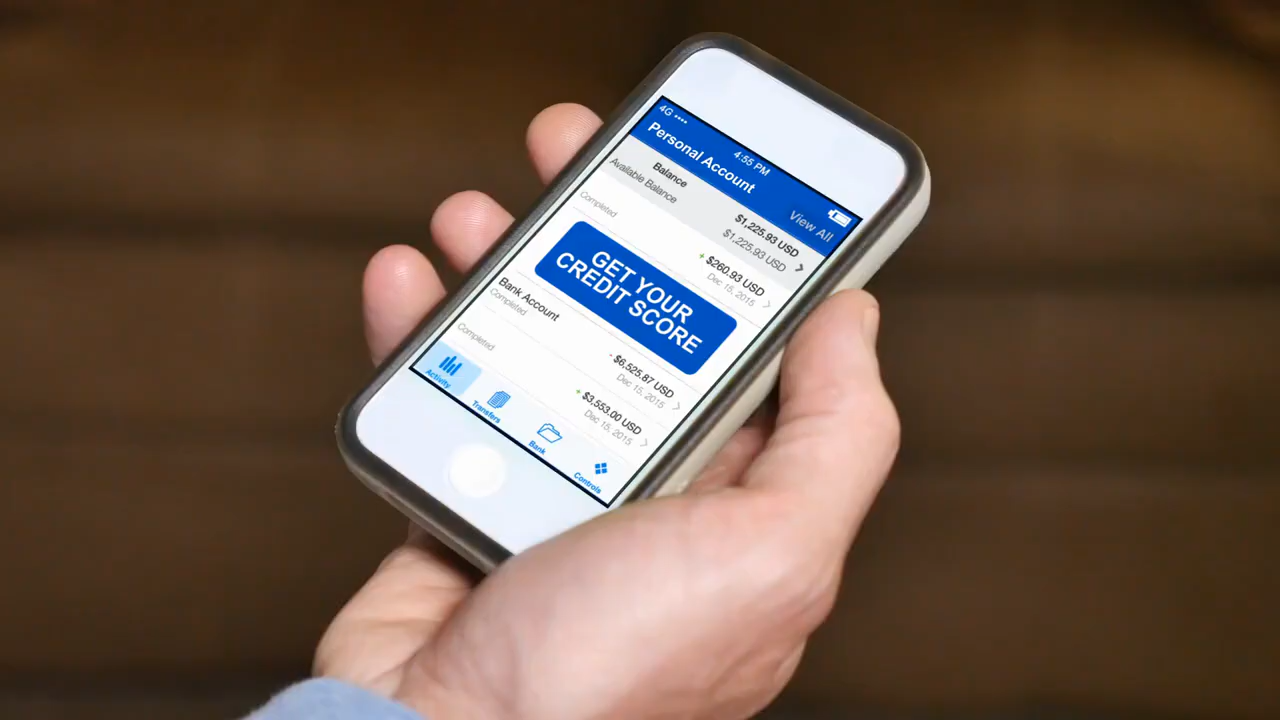 4G
4:55 PM
Personal Account
View All
Balance
$1,225.93 USD
Available Balance
$1,225.93 USD
Completed
+ $260.93 USD
Dec 15, 2015
GET YOUR
CREDIT SCORE
Bank Account
Completed
- $6,525.87 USD
Dec 15, 2015
Completed
+ $3,553.00 USD
Dec 15, 2015
Activity
Transfers
Bank
Controls